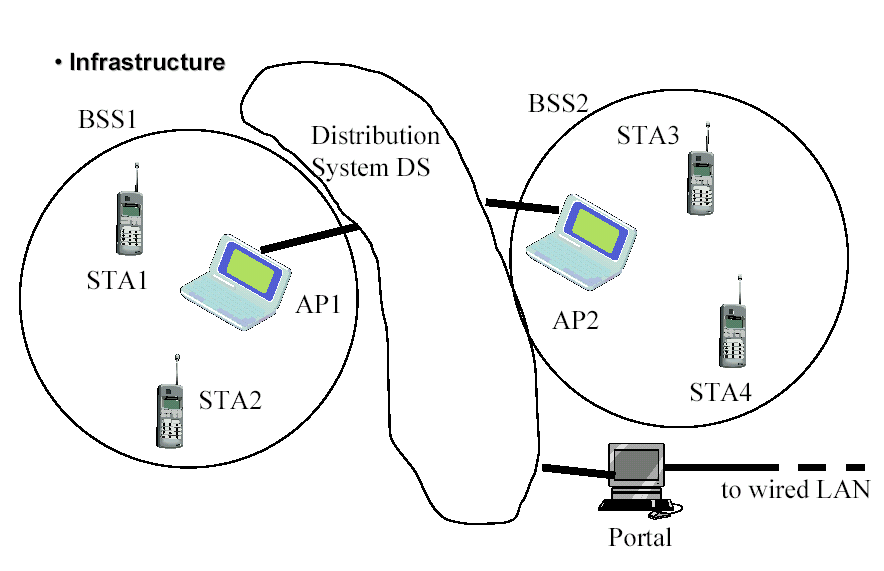 • Infrastructure
BSS1
Distribution
System DS
BSS2
STA3
STA1
AP1
AP2
STA2
STA4
to wired LAN
Portal